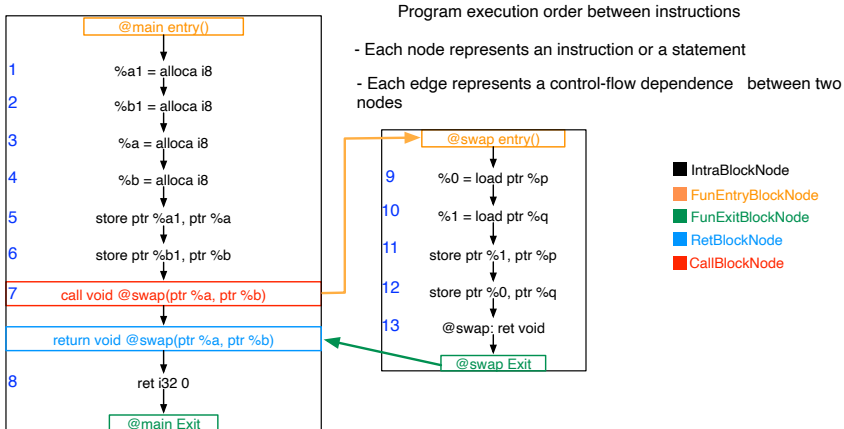 Program execution order between instructions
- Each node represents an instruction or a statement
- Each edge represents a control-flow dependence between two
nodes
@main entry()
1 %a1 = alloca i8
2 %b1 = alloca i8
3 %a = alloca i8
4 %b = alloca i8
5 store ptr %a1, ptr %a
6 store ptr %b1, ptr %b
7 call void @swap(ptr %a, ptr %b)
return void @swap(ptr %a, ptr %b)
8 ret i32 0
@main Exit
@swap entry()
9 %0 = load ptr %p
10 %1 = load ptr %q
11 store ptr %1, ptr %p
12 store ptr %0, ptr %q
13 @swap: ret void
@swap Exit
IntraBlockNode
FunEntryBlockNode
FunExitBlockNode
RetBlockNode
CallBlockNode